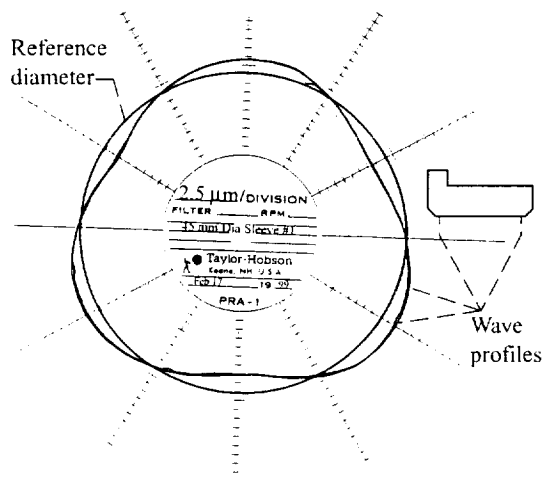 Reference
diameter
2.5 µm/DIVISION
FILTER RPM
45 mm Dia Sleeve #1
Taylor-Hobson
Keene, NH USA
Feb 17 19 99
PRA-1
Wave
profiles